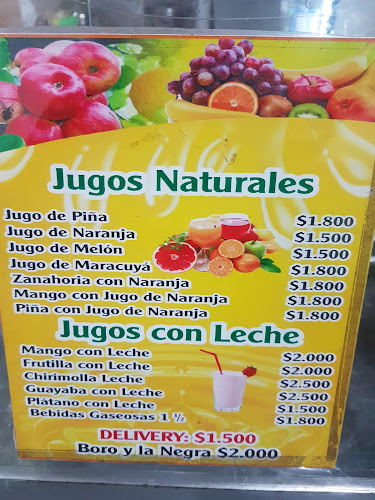 Jugos Naturales
Jugo de Piña $1.800
Jugo de Naranja $1.500
Jugo de Melón $1.500
Jugo de Maracuyá $1.800
Zanahoria con Naranja $1.800
Mango con Jugo de Naranja $1.800
Piña con Jugo de Naranja $1.800
Jugos con Leche
Mango con Leche $2.000
Frutilla con Leche $2.000
Chirinolla Leche $2.500
Guayaba con Leche $2.500
Plátano con Leche $1.500
Bebidas Gaseosas 1 ½ $1.800
DELIVERY: $1.500
Boro y la Negra $2.000